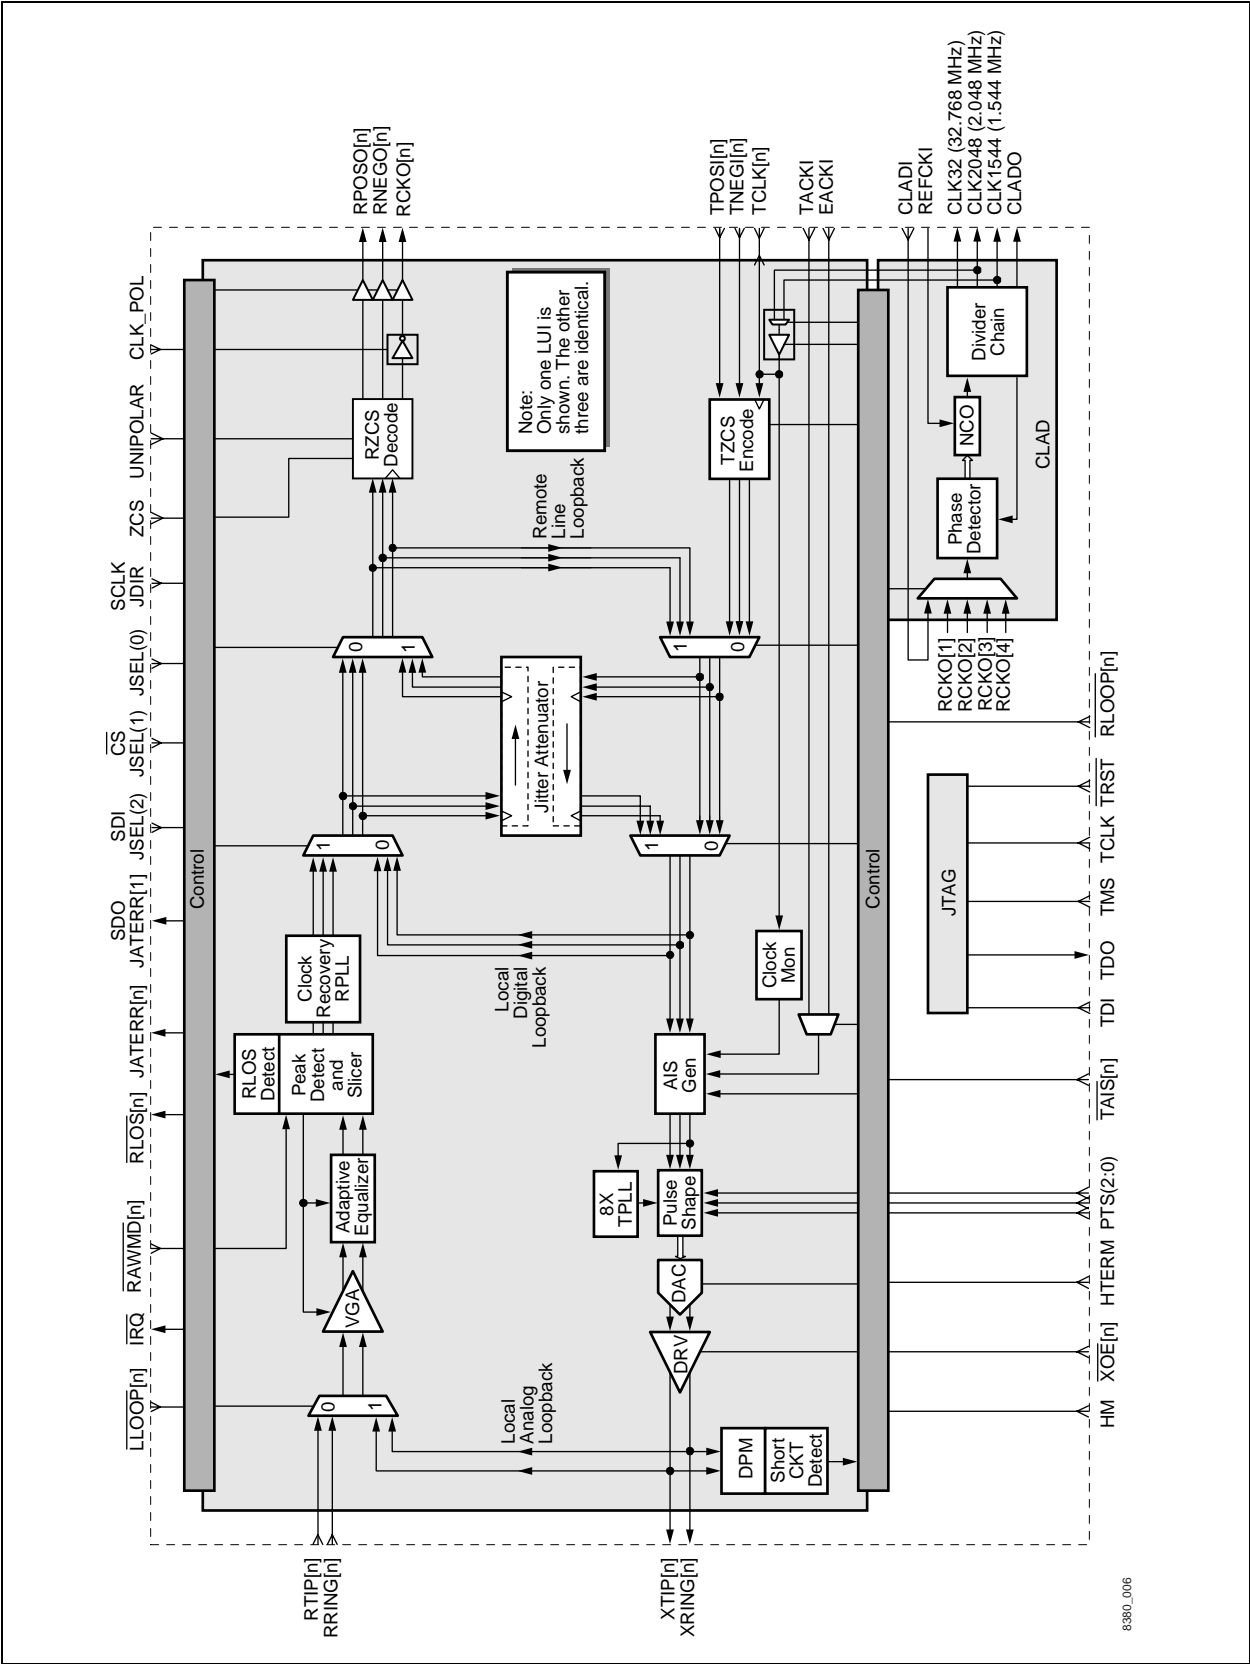 LLOOP[n]
IRQ
RAWMD[n]
RLOS[n]
JATERR[n]
SDO
JATERR[1]
SDI
JSEL(2)
CS
JSEL(1)
JSEL(0)
SCLK
JDIR
ZCS
UNIPOLAR
CLK_POL
Control
RTIP[n]
RRING[n]
0
1
VGA
Adaptive
Equalizer
RLOS
Detect
Peak
Detect
and
Slicer
Clock
Recovery
RPLL
1
0
0
1
RZCS
Decode
RPOSO[n]
RNEGO[n]
RCKO[n]
Local
Analog
Loopback
Local
Digital
Loopback
Jitter Attenuator
Remote
Line
Loopback
Note:
Only one LUI is
shown. The other
three are identical.
XTIP[n]
XRING[n]
DRV
DAC
8X
TPLL
Pulse
Shape
AIS
Gen
1
0
1
0
TZCS
Encode
TPOSI[n]
TNEGI[n]
TCLK[n]
TACKI
EACKI
DPM
Short
CKT
Detect
Clock
Mon
Control
CLADI
REFCKI
CLK32 (32.768 MHz)
CLK2048 (2.048 MHz)
CLK1544 (1.544 MHz)
CLADO
RCKO[1]
RCKO[2]
RCKO[3]
RCKO[4]
Phase
Detector
NCO
Divider
Chain
CLAD
JTAG
HM
XOE[n]
HTERM
PTS(2:0)
TAIS[n]
TDI
TDO
TMS
TCLK
TRST
RLOOP[n]
8380_006